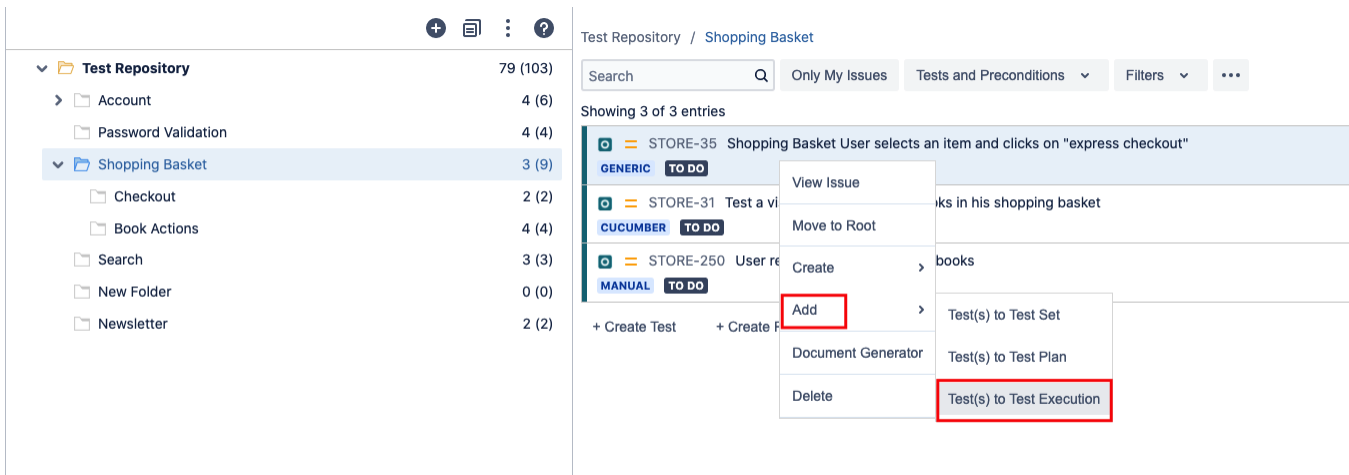 Test Repository 79 (103)
Account 4 (6)
Password Validation 4 (4)
Shopping Basket 3 (9)
Checkout 2 (2)
Book Actions 4 (4)
Search 3 (3)
New Folder 0 (0)
Newsletter 2 (2)
Test Repository / Shopping Basket
Search Only My Issues Tests and Preconditions Filters
Showing 3 of 3 entries
STORE-35 Shopping Basket User selects an item and clicks on "express checkout"
GENERIC TO DO
STORE-31 Test a in his shopping basket
CUCUMBER TO DO
STORE-250 User books
MANUAL TO DO
+ Create Test + Create
View Issue
Move to Root
Create
Add
Document Generator
Delete
Test(s) to Test Set
Test(s) to Test Plan
Test(s) to Test Execution